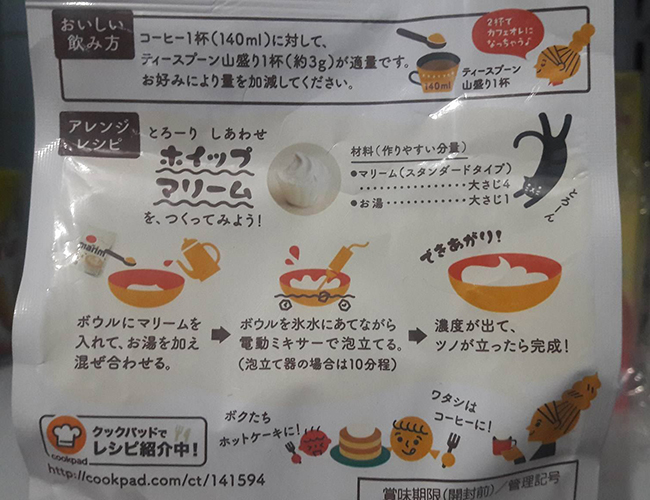 おいしい
飲み方
コーヒー1杯(140ml)に対して、
ティースプーン山盛り1杯(約3g)が適量です。
お好みにより量を加減してください。
140ml
ティースプーン
山盛り1杯
2杯で
カフェオレに
なっちゃう♪
アレンジ
レシピ
とろーり しあわせ
ホイップ
マリーム
を、つくってみよう!
材料(作りやすい分量)
●マリーム(スタンダードタイプ)
・・・・・・・・・・・・大さじ4
●お湯・・・・・・・・・・・・大さじ1
とろーん
marim
ボウルにマリームを
入れて、お湯を加え
混ぜ合わせる。
ボウルを氷水にあてながら
電動ミキサーで泡立てる。
(泡立て器の場合は10分程)
できあがり!
濃度が出て、
ツノが立ったら完成!
cookpad
クックパッドで
レシピ紹介中!
http://cookpad.com/ct/141594
ボクたち
ホットケーキに!
ワタシは
コーヒーに!
賞味期限(開封前)/管理記号